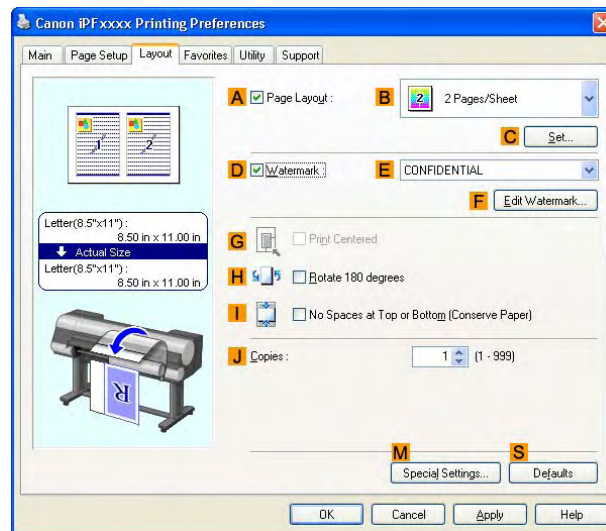 Canon iPFxxxx Printing Preferences
Main Page Setup Layout Favorites Utility Support
1 2
Letter(8.5"x11") :
8.50 in x 11.00 in
Actual Size
Letter(8.5"x11") :
8.50 in x 11.00 in
R
A Page Layout :
B 2 2 Pages/Sheet
C Set...
D Watermark :
E CONFIDENTIAL
F Edit Watermark...
G Print Centered
H Rotate 180 degrees
I No Spaces at Top or Bottom (Conserve Paper)
J Copies : 1 (1 - 999)
M S
Special Settings... Defaults
OK Cancel Apply Help